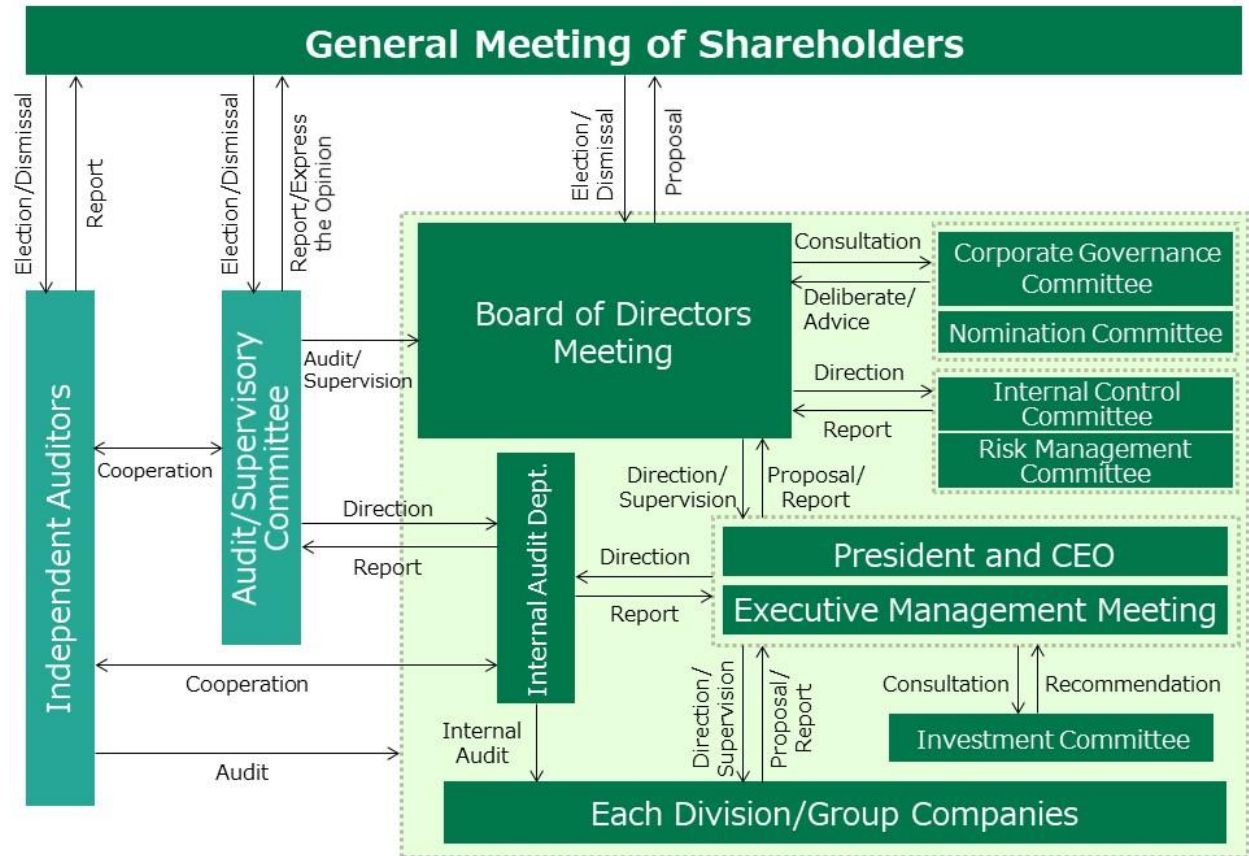 General Meeting of Shareholders
Election/Dismissal
Report
Election/Dismissal
Report/Express
the Opinion
Election/
Dismissal
Proposal
Independent Auditors
Audit/Supervisory
Committee
Cooperation
Audit/
Supervision
Board of Directors
Meeting
Consultation
Deliberate/
Advice
Corporate Governance
Committee
Nomination Committee
Direction
Report
Internal Control
Committee
Risk Management
Committee
Direction/
Supervision
Proposal/
Report
Direction
Report
Internal Audit Dept.
Direction
Report
President and CEO
Executive Management Meeting
Cooperation
Audit
Internal
Audit
Direction/
Supervision
Proposal/
Report
Consultation
Recommendation
Investment Committee
Each Division/Group Companies